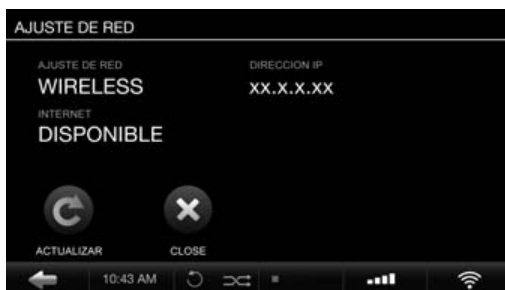 AJUSTE DE RED
AJUSTE DE RED
WIRELESS
DIRECCION IP
xx.x.x.xx
INTERNET
DISPONIBLE
ACTUALIZAR
CLOSE
10:43 AM